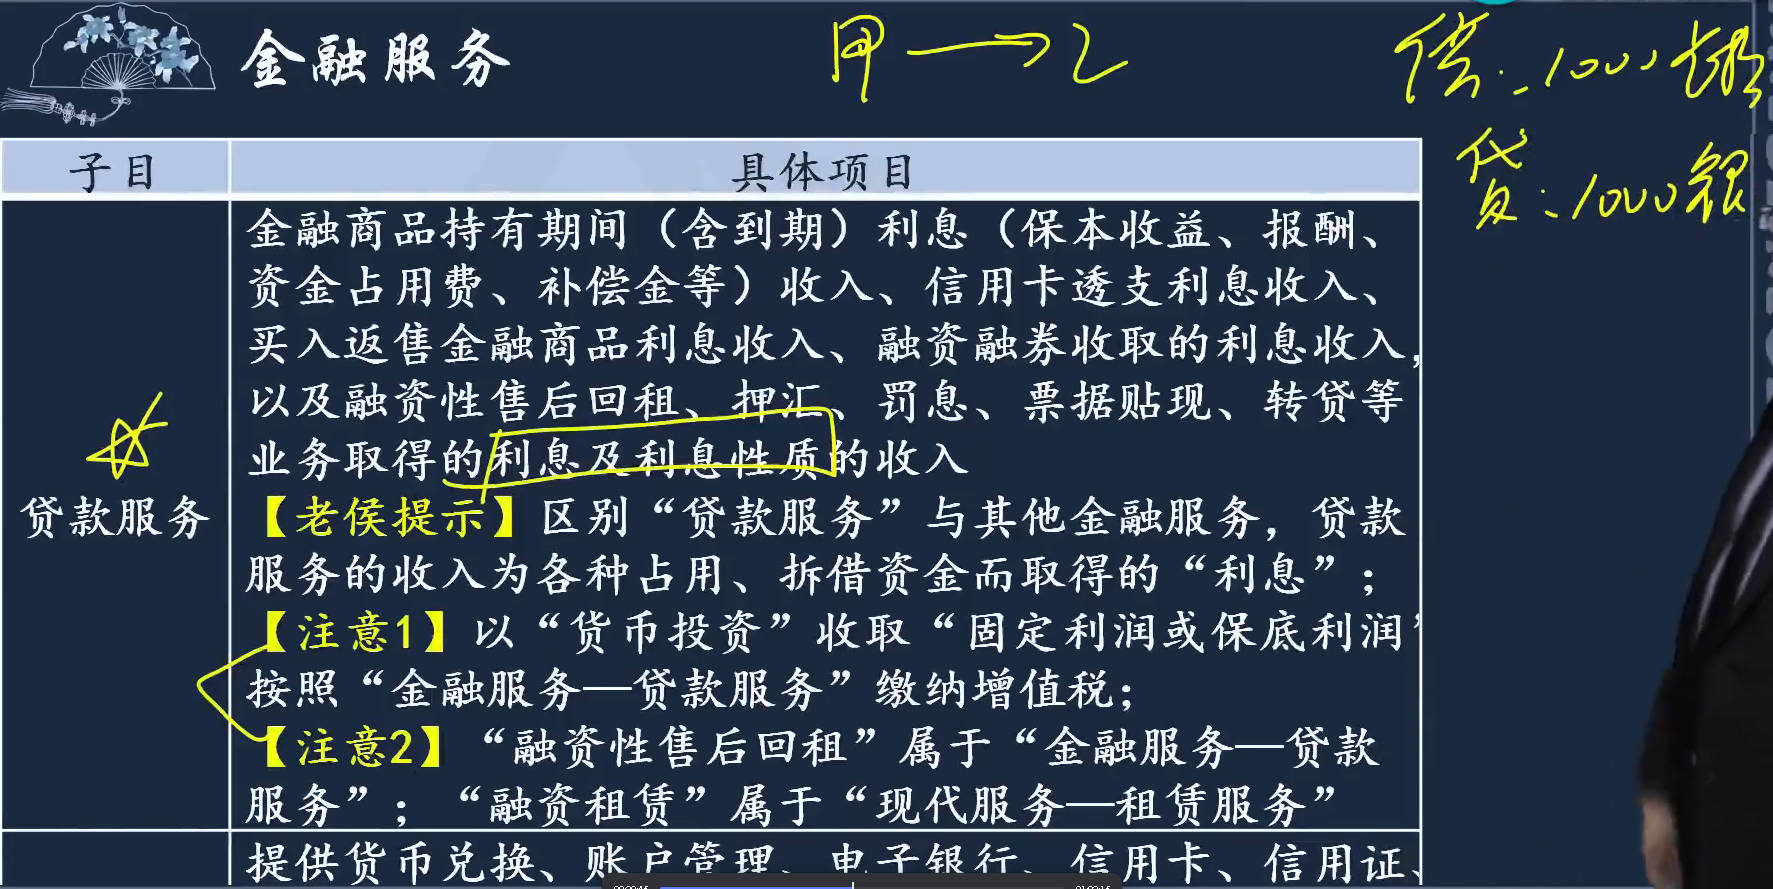 金融服务
甲→乙
借:1000 长投
贷:1000 银
子目 具体项目
金融商品持有期间（含到期）利息（保本收益、报酬、
资金占用费、补偿金等）收入、信用卡透支利息收入、
买入返售金融商品利息收入、融资融券收取的利息收入,
以及融资性售后回租、押汇、罚息、票据贴现、转贷等
业务取得的利息及利息性质的收入
贷款服务
【老侯提示】区别“贷款服务”与其他金融服务，贷款
服务的收入为各种占用、拆借资金而取得的“利息”；
【注意1】以“货币投资”收取“固定利润或保底利润”
按照“金融服务—贷款服务”缴纳增值税；
【注意2】“融资性售后回租”属于“金融服务—贷款
服务”；“融资租赁”属于“现代服务—租赁服务”
提供货币兑换、账户管理、电子银行、信用卡、信用证、